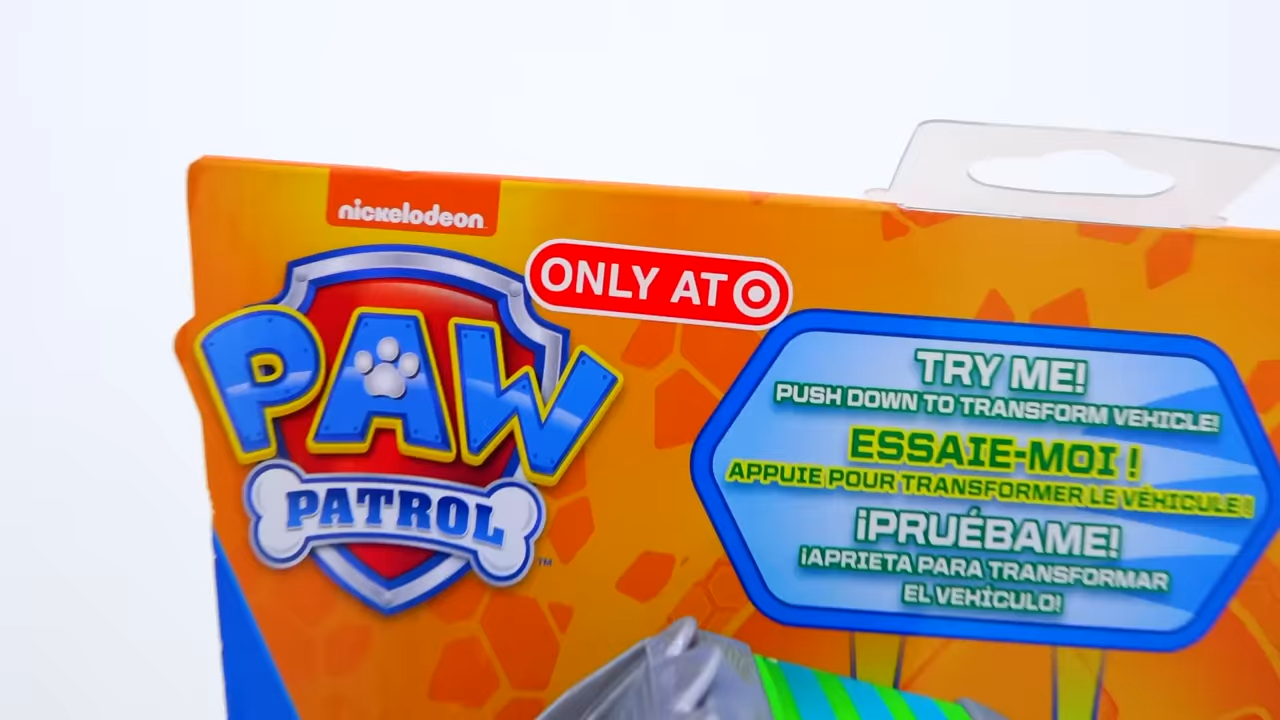 nickelodeon
PAW
PATROL
™
ONLY AT
TRY ME!
PUSH DOWN TO TRANSFORM VEHICLE!
ESSAIE-MOI !
APPUIE POUR TRANSFORMER LE VÉHICULE !
¡PRUÉBAME!
¡APRIETA PARA TRANSFORMAR
EL VEHÍCULO!